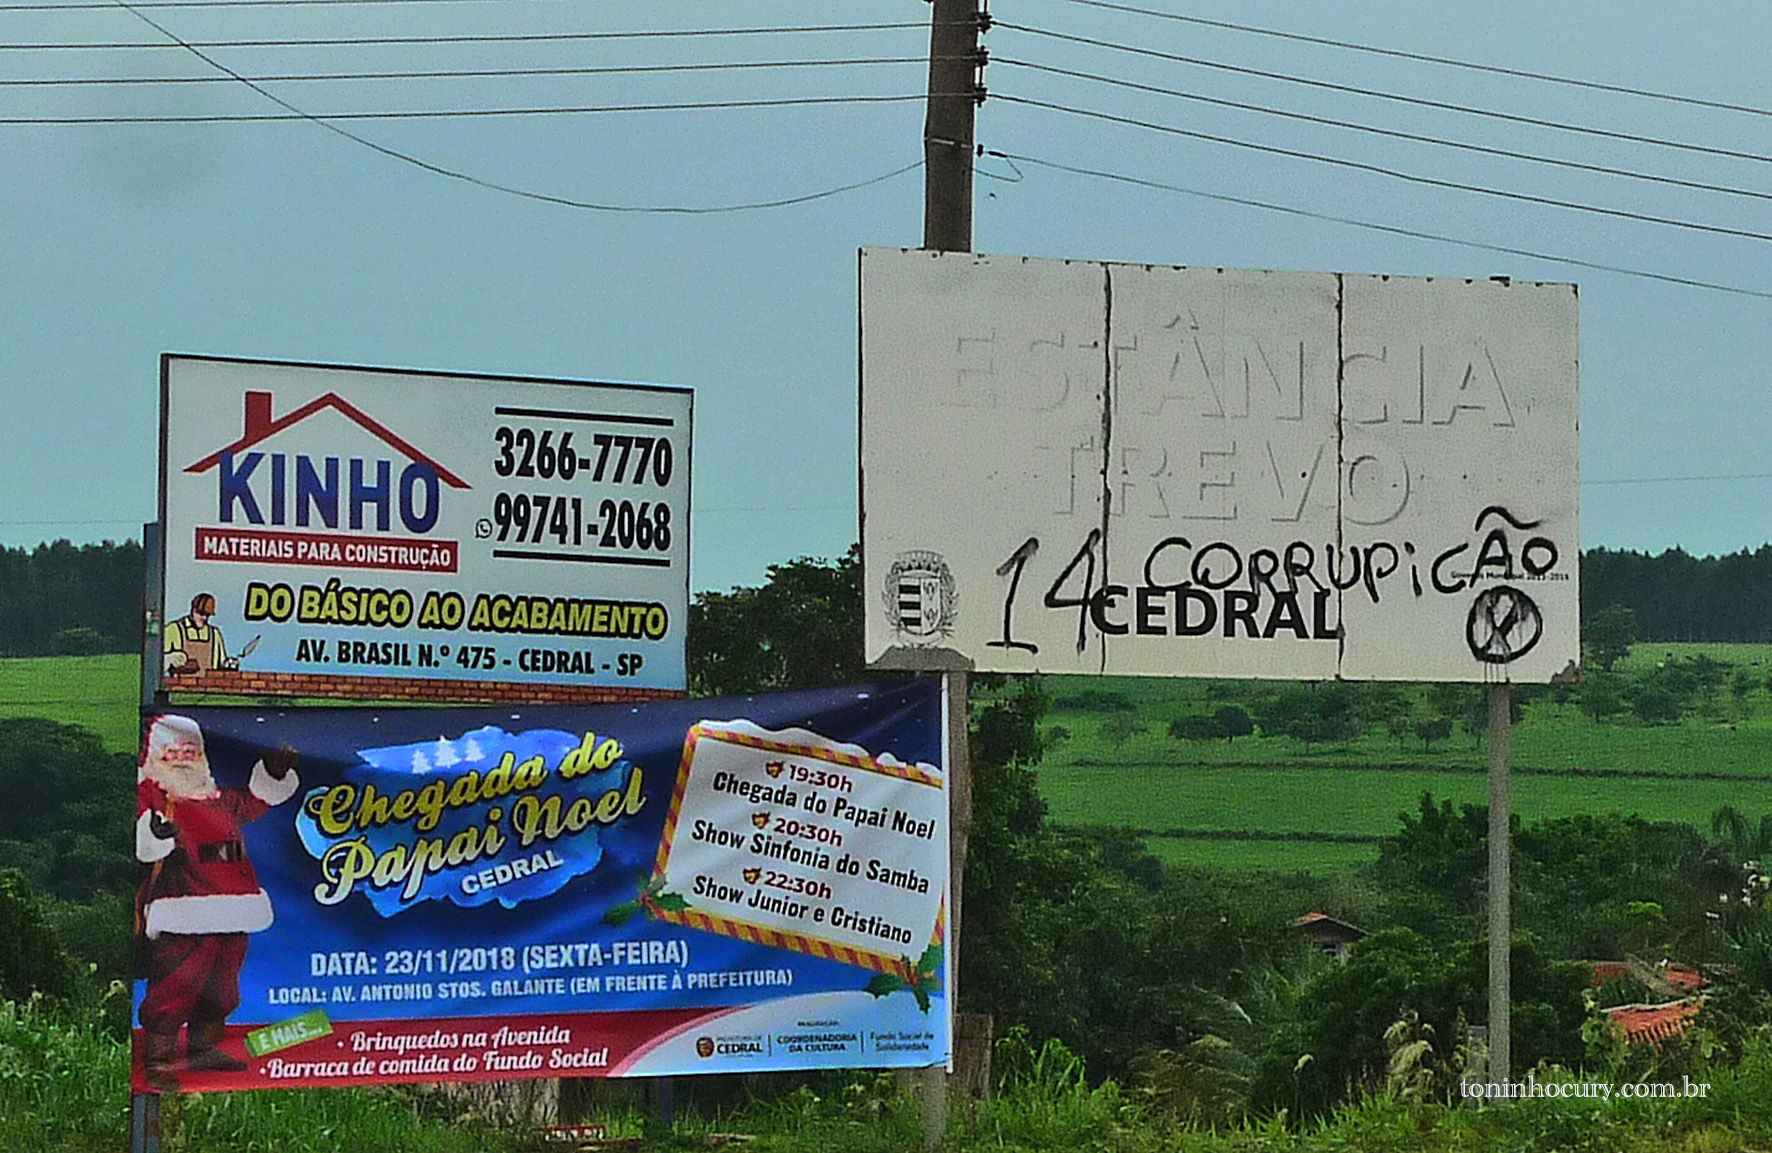 KINHO
MATERIAIS PARA CONSTRUÇÃO
3266-7770
99741-2068
DO BÁSICO AO ACABAMENTO
AV. BRASIL N.º 475 - CEDRAL - SP
Chegada do
Papai Noel
CEDRAL
19:30h
Chegada do Papai Noel
20:30h
Show Sinfonia do Samba
22:30h
Show Junior e Cristiano
DATA: 23/11/2018 (SEXTA-FEIRA)
LOCAL: AV. ANTONIO STOS. GALANTE (EM FRENTE À PREFEITURA)
E MAIS...
• Brinquedos na Avenida
• Barraca de comida do Fundo Social
PREFEITURA DE
CEDRAL
REALIZAÇÃO:
COORDENADORIA
DA CULTURA
Fundo Social de
Solidariedade
ESTÂNCIA
TREVO
14 CORRUPiCÃO
CEDRAL
toninhocury.com.br